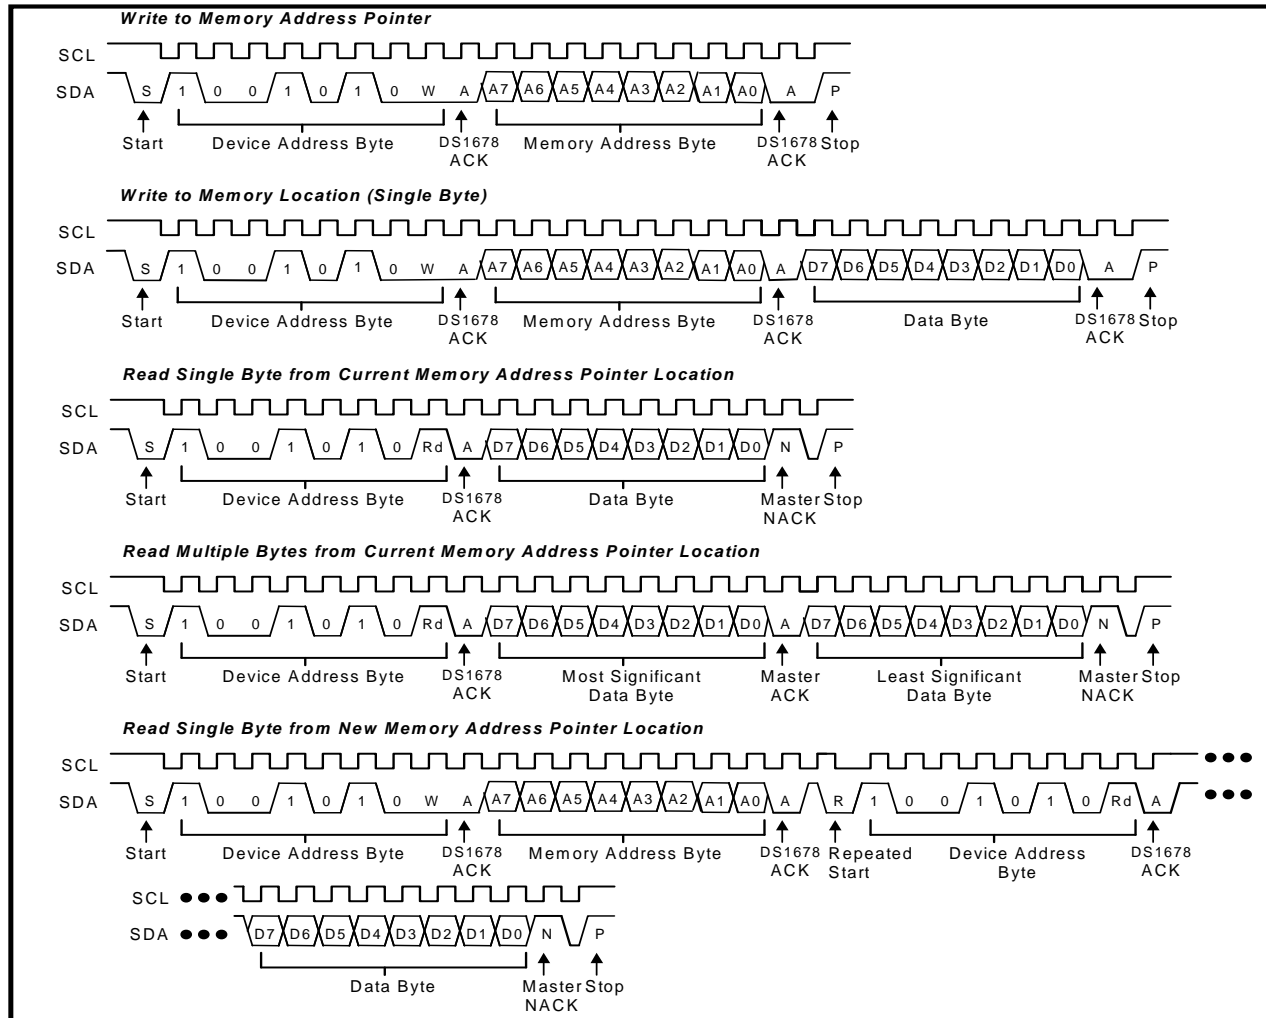 Write to Memory Address Pointer
SCL
SDA S 1 0 0 1 0 1 0 W A A7 A6 A5 A4 A3 A2 A1 A0 A P
Start Device Address Byte DS1678 ACK Memory Address Byte DS1678 ACK Stop
Write to Memory Location (Single Byte)
SCL
SDA S 1 0 0 1 0 1 0 W A A7 A6 A5 A4 A3 A2 A1 A0 A D7 D6 D5 D4 D3 D2 D1 D0 A P
Start Device Address Byte DS1678 ACK Memory Address Byte DS1678 ACK Data Byte DS1678 ACK Stop
Read Single Byte from Current Memory Address Pointer Location
SCL
SDA S 1 0 0 1 0 1 0 Rd A D7 D6 D5 D4 D3 D2 D1 D0 N P
Start Device Address Byte DS1678 ACK Data Byte Master NACK Stop
Read Multiple Bytes from Current Memory Address Pointer Location
SCL
SDA S 1 0 0 1 0 1 0 Rd A D7 D6 D5 D4 D3 D2 D1 D0 A D7 D6 D5 D4 D3 D2 D1 D0 N P
Start Device Address Byte DS1678 ACK Most Significant Data Byte Master ACK Least Significant Data Byte Master NACK Stop
Read Single Byte from New Memory Address Pointer Location
SCL
SDA S 1 0 0 1 0 1 0 W A A7 A6 A5 A4 A3 A2 A1 A0 A R 1 0 0 1 0 1 0 Rd A
Start Device Address Byte DS1678 ACK Memory Address Byte DS1678 ACK Repeated Start Device Address Byte DS1678 ACK
SCL
SDA D7 D6 D5 D4 D3 D2 D1 D0 N P
Data Byte Master NACK Stop